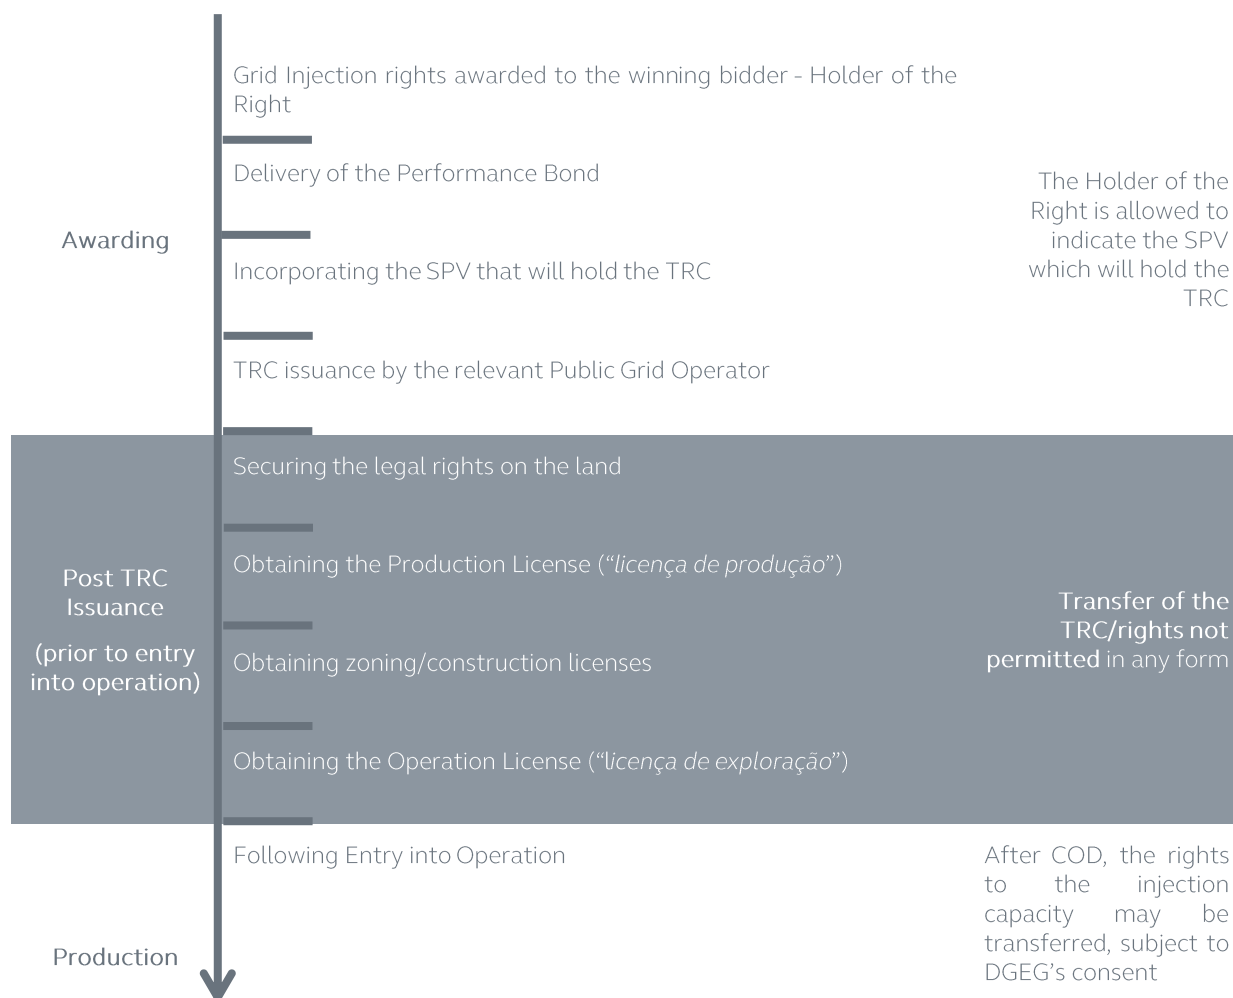 Grid Injection rights awarded to the winning bidder - Holder of the
Right
Delivery of the Performance Bond
Awarding
Incorporating the SPV that will hold the TRC
TRC issuance by the relevant Public Grid Operator
The Holder of the
Right is allowed to
indicate the SPV
which will hold the
TRC
Post TRC
Issuance
(prior to entry
into operation)
Securing the legal rights on the land
Obtaining the Production License (“licença de produção”)
Obtaining zoning/construction licenses
Obtaining the Operation License (“licença de exploração”)
Transfer of the
TRC/rights not
permitted in any form
Production
Following Entry into Operation
After COD, the rights
to the injection
capacity may be
transferred, subject to
DGEG’s consent